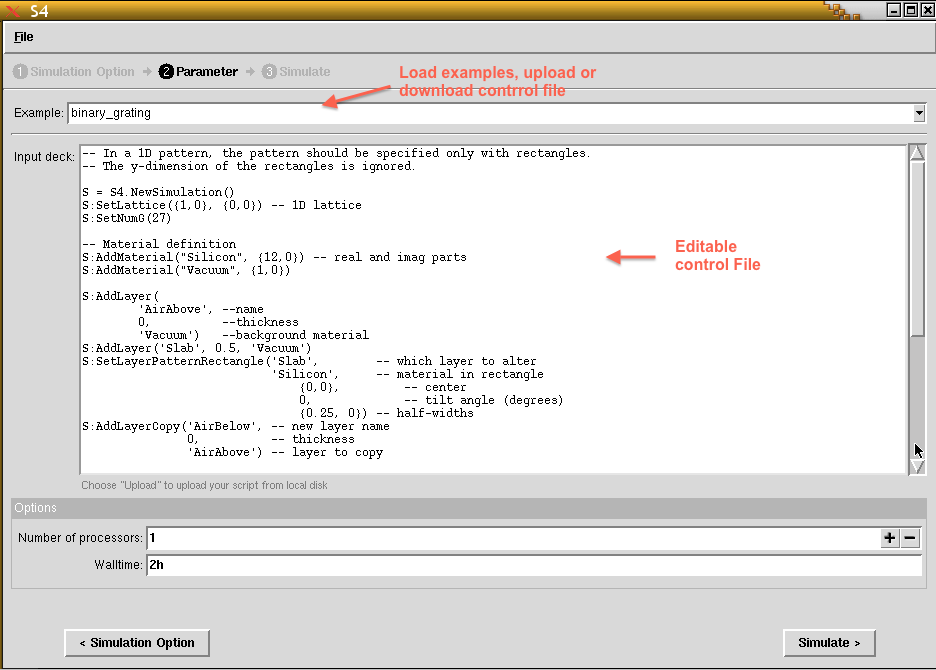 S4
File
1 Simulation Option → 2 Parameter → 3 Simulate
Load examples, upload or
download contrrol file
Example: binary_grating
Input deck:
-- In a 1D pattern, the pattern should be specified only with rectangles.
-- The y-dimension of the rectangles is ignored.
S = S4.NewSimulation()
S:SetLattice({1,0}, {0,0}) -- 1D lattice
S:SetNumG(27)
-- Material definition
S:AddMaterial("Silicon", {12,0}) -- real and imag parts
S:AddMaterial("Vacuum", {1,0})
Editable
control File
S:AddLayer(
'AirAbove', --name
0, --thickness
'Vacuum') --background material
S:AddLayer('Slab', 0.5, 'Vacuum')
S:SetLayerPatternRectangle('Slab', -- which layer to alter
'Silicon', -- material in rectangle
{0,0}, -- center
0, -- tilt angle (degrees)
{0.25, 0}) -- half-widths
S:AddLayerCopy('AirBelow', -- new layer name
0, -- thickness
'AirAbove') -- layer to copy
Choose "Upload" to upload your script from local disk
Options
Number of processors: 1 + −
Walltime: 2h
< Simulation Option
Simulate >